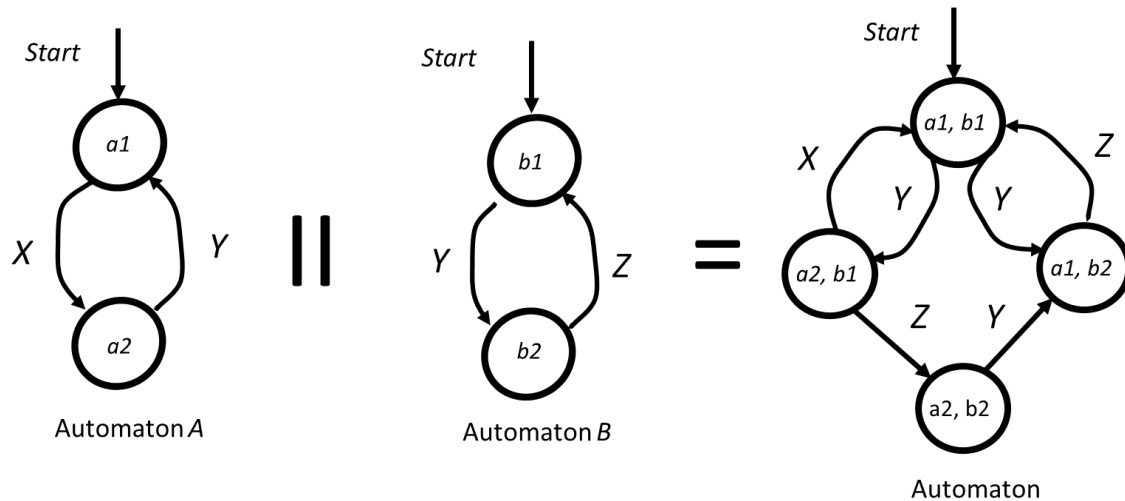 Start
a1
X
Y
a2
Automaton A
||
Start
b1
Y
Z
b2
Automaton B
=
Start
a1, b1
X
Y
Y
Z
a2, b1
a1, b2
Z
Y
a2, b2
Automaton